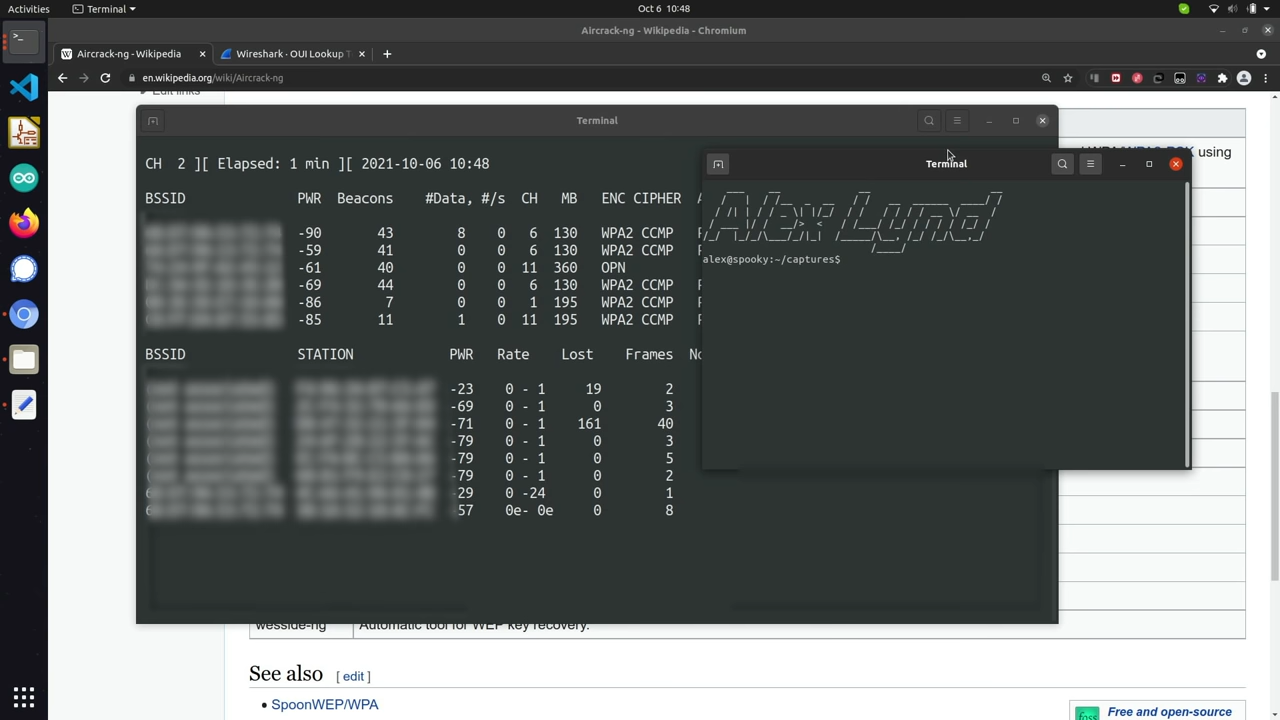 Activities
Terminal
Oct 6 10:48
Aircrack-ng - Wikipedia - Chromium
Aircrack-ng - Wikipedia
Wireshark - OUI Lookup T
en.wikipedia.org/wiki/Aircrack-ng
Edit links
Terminal
CH 2 ][ Elapsed: 1 min ][ 2021-10-06 10:48
BSSID PWR Beacons #Data, #/s CH MB ENC CIPHER A
-90 43 8 0 6 130 WPA2 CCMP P
-59 41 0 0 6 130 WPA2 CCMP P
-61 40 0 0 11 360 OPN
-69 44 0 0 6 130 WPA2 CCMP P
-86 7 0 0 1 195 WPA2 CCMP P
-85 11 1 0 11 195 WPA2 CCMP P
BSSID STATION PWR Rate Lost Frames No
-23 0 - 1 19 2
-69 0 - 1 0 3
-71 0 - 1 161 40
-79 0 - 1 0 3
-79 0 - 1 0 5
-79 0 - 1 0 2
-29 0 -24 0 1
-57 0e- 0e 0 8
using
Terminal
Alex Lynd
alex@spooky:~/captures$
wesside-ng Automatic tool for WEP key recovery.
See also [ edit ]
• SpoonWEP/WPA
foss
Free and open-source